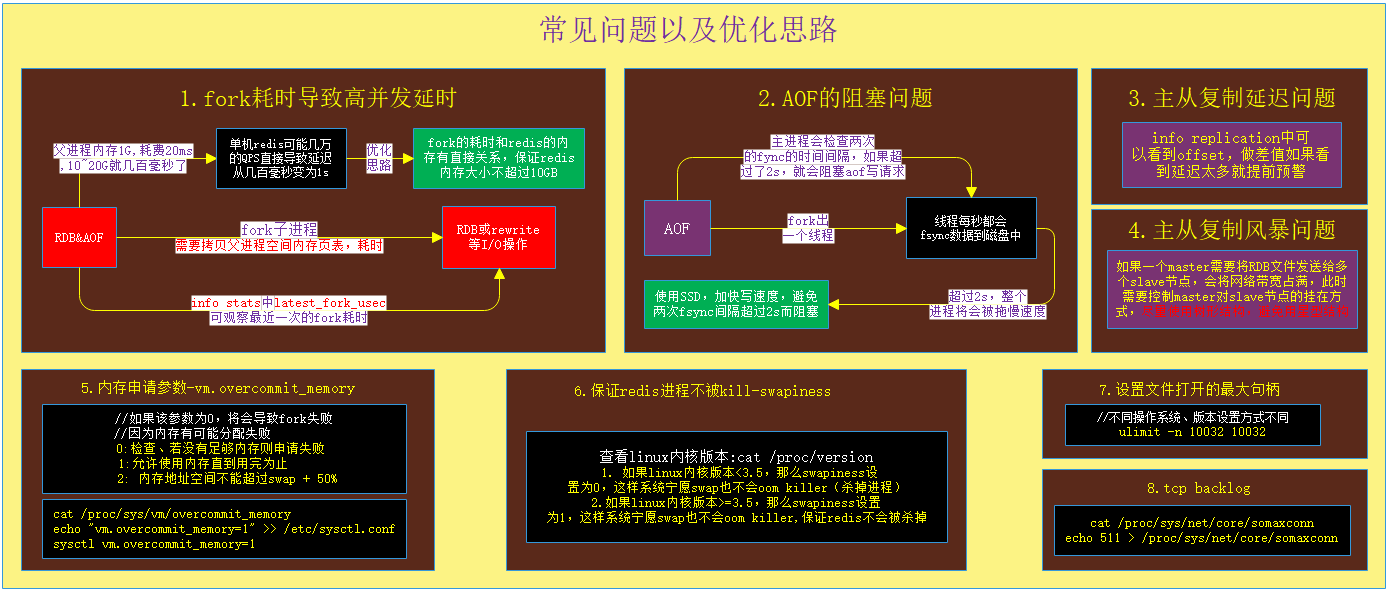 常见问题以及优化思路
1.fork耗时导致高并发延时
父进程内存1G,耗费20ms
,10~20G就几百毫秒了
单机redis可能几万
的QPS直接导致延迟
从几百毫秒变为1s
优化
思路
fork的耗时和redis的内
存有直接关系，保证redis
内存大小不超过10GB
RDB&AOF
fork子进程
需要拷贝父进程空间内存页表，耗时
RDB或rewrite
等I/O操作
info stats中latest_fork_usec
可观察最近一次的fork耗时
2.AOF的阻塞问题
主进程会检查两次
的fync的时间间隔，如果超
过了2s，就会阻塞aof写请求
AOF
fork出
一个线程
线程每秒都会
fsync数据到磁盘中
使用SSD，加快写速度，避免
两次fsync间隔超过2s而阻塞
超过2s，整个
进程将会被拖慢速度
3.主从复制延迟问题
info replication中可
以看到offset，做差值如果看
到延迟太多就提前预警
4.主从复制风暴问题
如果一个master需要将RDB文件发送给多
个slave节点，会将网络带宽占满，此时
需要控制master对slave节点的挂在方
式，
5.内存申请参数-vm.overcommit_memory
//如果该参数为0，将会导致fork失败
//因为内存有可能分配失败
0:检查、若没有足够内存则申请失败
1:允许使用内存直到用完为止
2: 内存地址空间不能超过swap + 50%
cat /proc/sys/vm/overcommit_memory
echo "vm.overcommit_memory=1" >> /etc/sysctl.conf
sysctl vm.overcommit_memory=1
6.保证redis进程不被kill-swapiness
查看linux内核版本:cat /proc/version
1. 如果linux内核版本<3.5，那么swapiness设
置为0，这样系统宁愿swap也不会oom killer（杀掉进程）
2.如果linux内核版本>=3.5，那么swapiness设置
为1，这样系统宁愿swap也不会oom killer,保证redis不会被杀掉
7.设置文件打开的最大句柄
//不同操作系统、版本设置方式不同
ulimit -n 10032 10032
8.tcp backlog
cat /proc/sys/net/core/somaxconn
echo 511 > /proc/sys/net/core/somaxconn